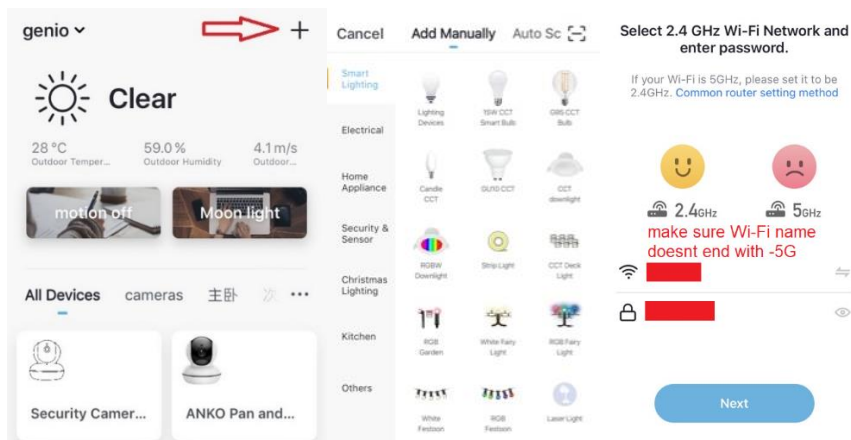 genio
Clear
28 °C
59.0 %
4.1 m/s
Outdoor Temper...
Outdoor Humidity
Outdoor...
motion off
Moon light
All Devices
cameras
主卧
次
...
Security Camer...
ANKO Pan and...
Cancel
Add Manually
Auto Sc
Smart
Lighting
Electrical
Home
Appliance
Security &
Sensor
Christmas
Lighting
Kitchen
Others
Lighting
Devices
15W CCT
Smart Bulb
G95 CCT
Bulb
Candle
CCT
GU10 CCT
CCT
downlight
RGBW
Downlight
Strip Light
CCT Deck
Light
RGB
Garden
White Fairy
Light
RGB Fairy
Light
White
Festoon
RGB
Festoon
Laser Light
Select 2.4 GHz Wi-Fi Network and
enter password.
If your Wi-Fi is 5GHz, please set it to be
2.4GHz. Common router setting method
2.4GHz
5GHz
make sure Wi-Fi name
doesnt end with -5G
Next